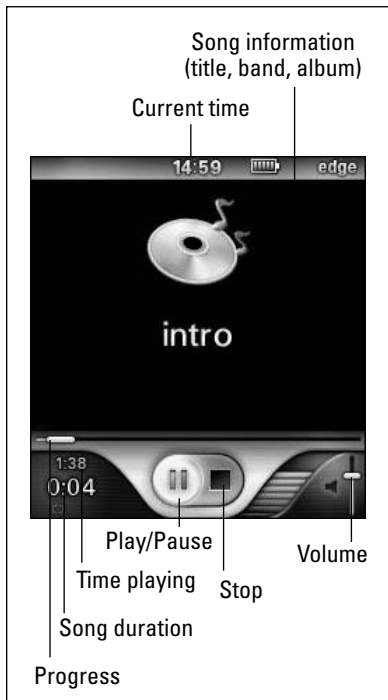 Song information
(title, band, album)
Current time
14:59 edge
intro
1:38
0:04
Play/Pause
Volume
Time playing
Stop
Song duration
Progress